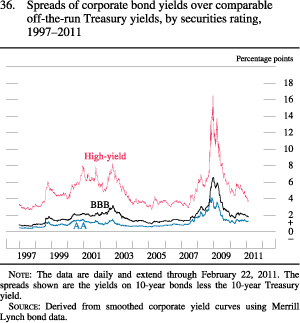 36. Spreads of corporate bond yields over comparable
off-the-run Treasury yields, by securities rating,
1997–2011
Percentage points
18
16
14
12
10
8
6
4
2
+
0
–
High-yield
BBB
AA
1997 1999 2001 2003 2005 2007 2009 2011
NOTE: The data are daily and extend through February 22, 2011. The
spreads shown are the yields on 10-year bonds less the 10-year Treasury
yield.
SOURCE: Derived from smoothed corporate yield curves using Merrill
Lynch bond data.